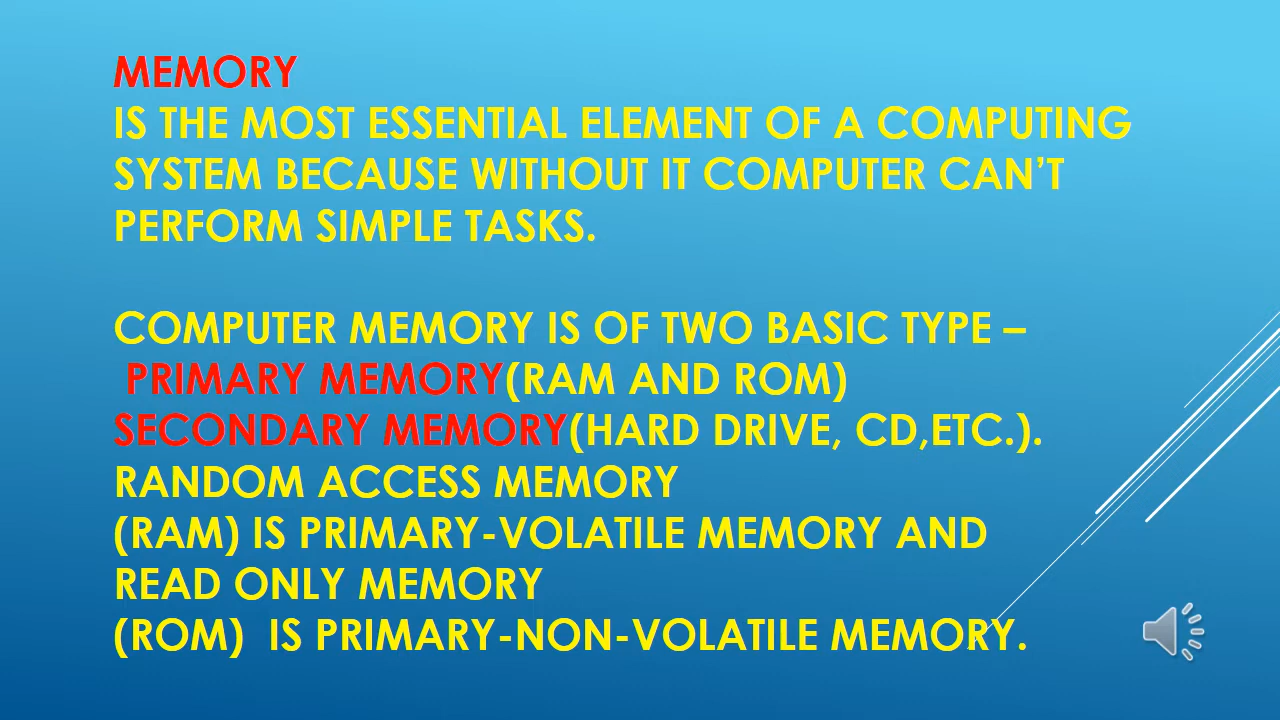 MEMORY
IS THE MOST ESSENTIAL ELEMENT OF A COMPUTING
SYSTEM BECAUSE WITHOUT IT COMPUTER CAN’T
PERFORM SIMPLE TASKS.
COMPUTER MEMORY IS OF TWO BASIC TYPE –
PRIMARY MEMORY(RAM AND ROM)
SECONDARY MEMORY(HARD DRIVE, CD,ETC.).
RANDOM ACCESS MEMORY
(RAM) IS PRIMARY-VOLATILE MEMORY AND
READ ONLY MEMORY
(ROM)  IS PRIMARY-NON-VOLATILE MEMORY.